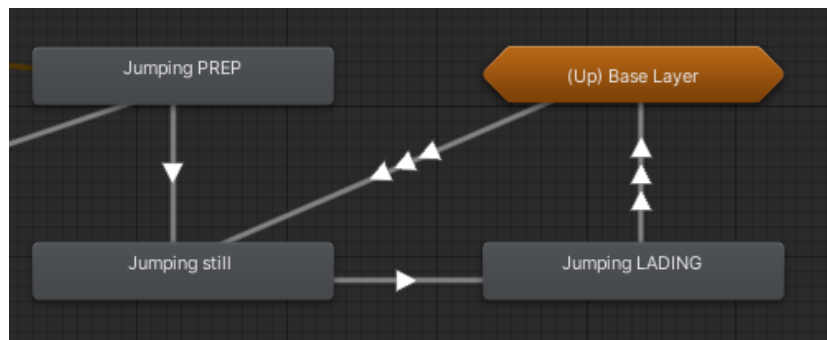 Jumping PREP
(Up) Base Layer
Jumping still
Jumping LADING